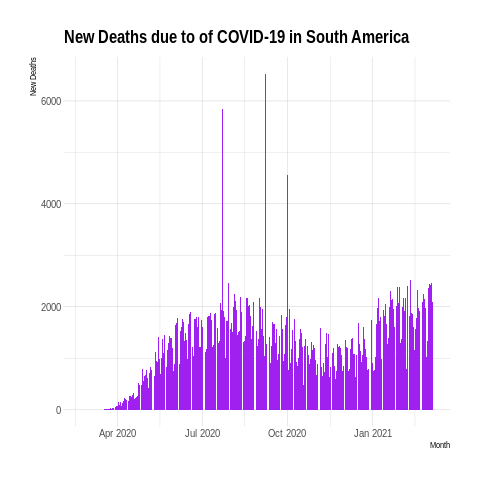 New Deaths due to of COVID-19 in South America
New Deaths
6000
4000
2000
0
Apr 2020 Jul 2020 Oct 2020 Jan 2021
Month